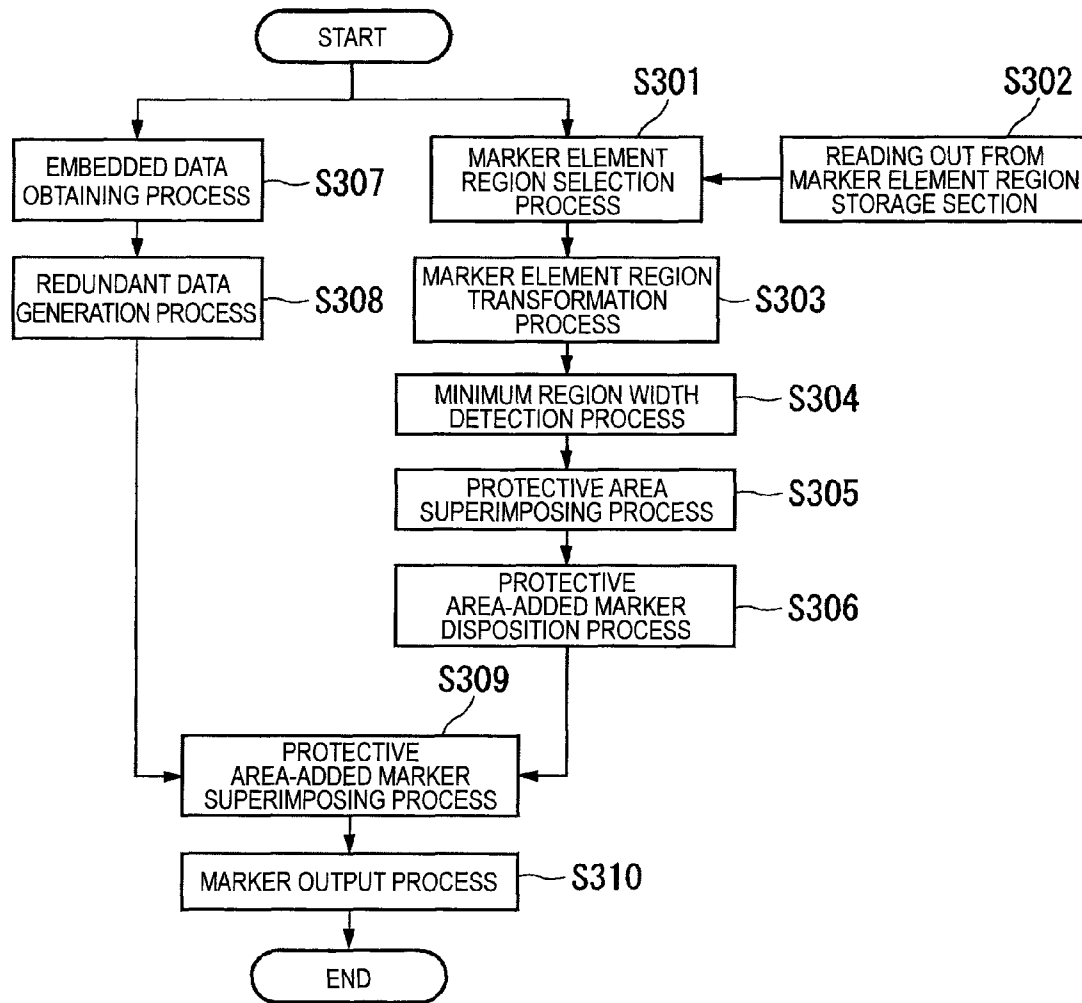 START
S301
S302
EMBEDDED DATA
OBTAINING PROCESS
S307
MARKER ELEMENT
REGION SELECTION
PROCESS
READING OUT FROM
MARKER ELEMENT REGION
STORAGE SECTION
REDUNDANT DATA
GENERATION PROCESS
S308
MARKER ELEMENT REGION
TRANSFORMATION
PROCESS
S303
MINIMUM REGION WIDTH
DETECTION PROCESS
S304
PROTECTIVE AREA
SUPERIMPOSING PROCESS
S305
PROTECTIVE
AREA-ADDED MARKER
DISPOSITION PROCESS
S306
S309
PROTECTIVE
AREA-ADDED MARKER
SUPERIMPOSING PROCESS
MARKER OUTPUT PROCESS
S310
END